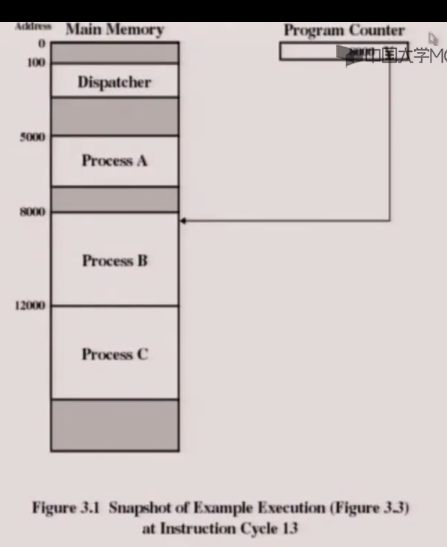 Address Main Memory Program Counter
0
中国大学MO
100
Dispatcher
5000
Process A
8000
Process B
12000
Process C
Figure 3.1 Snapshot of Example Execution (Figure 3.3)
at Instruction Cycle 13